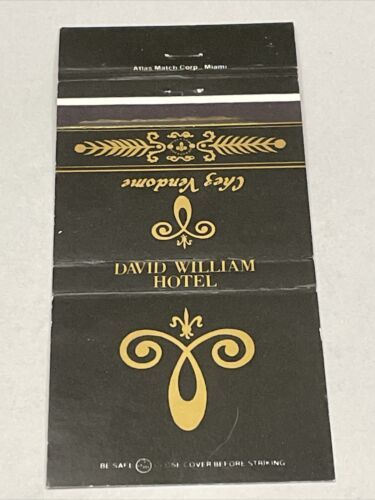 Atlas Match Corp., Miami
Chez Vendome
DAVID WILLIAM
HOTEL
BE SAFE CLOSE COVER BEFORE STRIKING